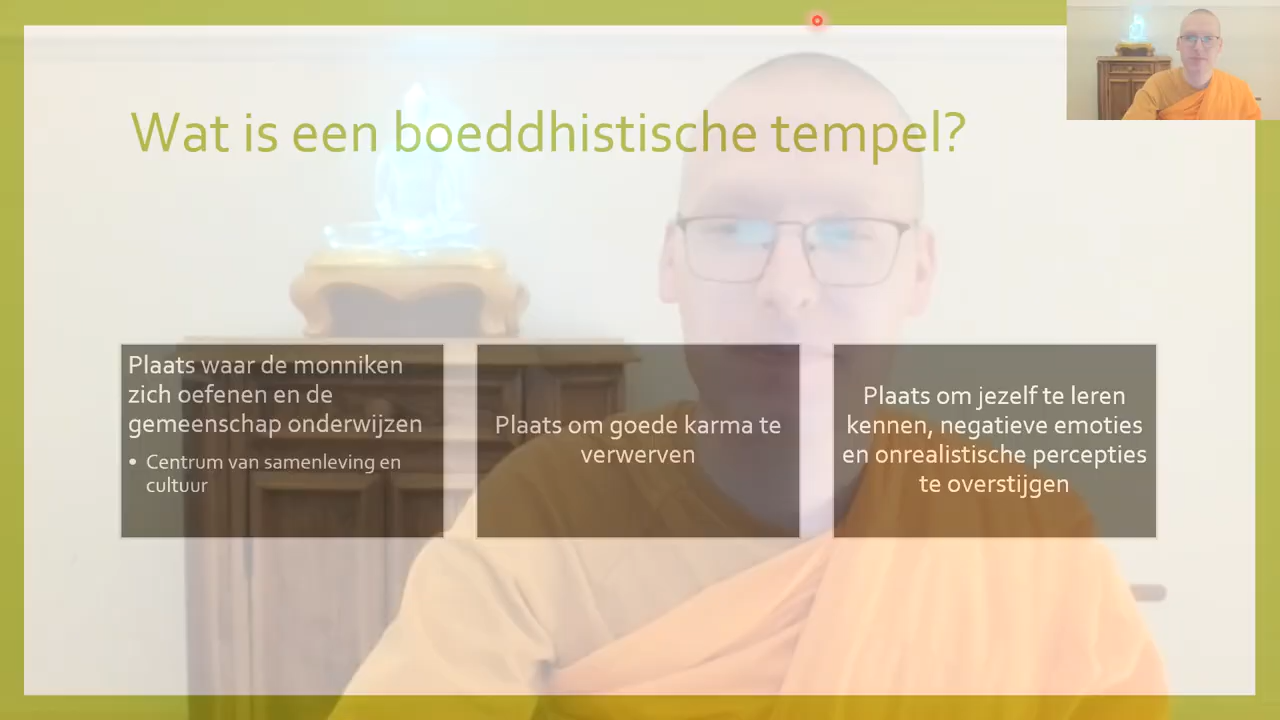 Wat is een boeddhistische tempel?
Plaats waar de monniken
zich oefenen en de
gemeenschap onderwijzen
• Centrum van samenleving en
cultuur
Plaats om goede karma te
verwerven
Plaats om jezelf te leren
kennen, negatieve emoties
en onrealistische percepties
te overstijgen